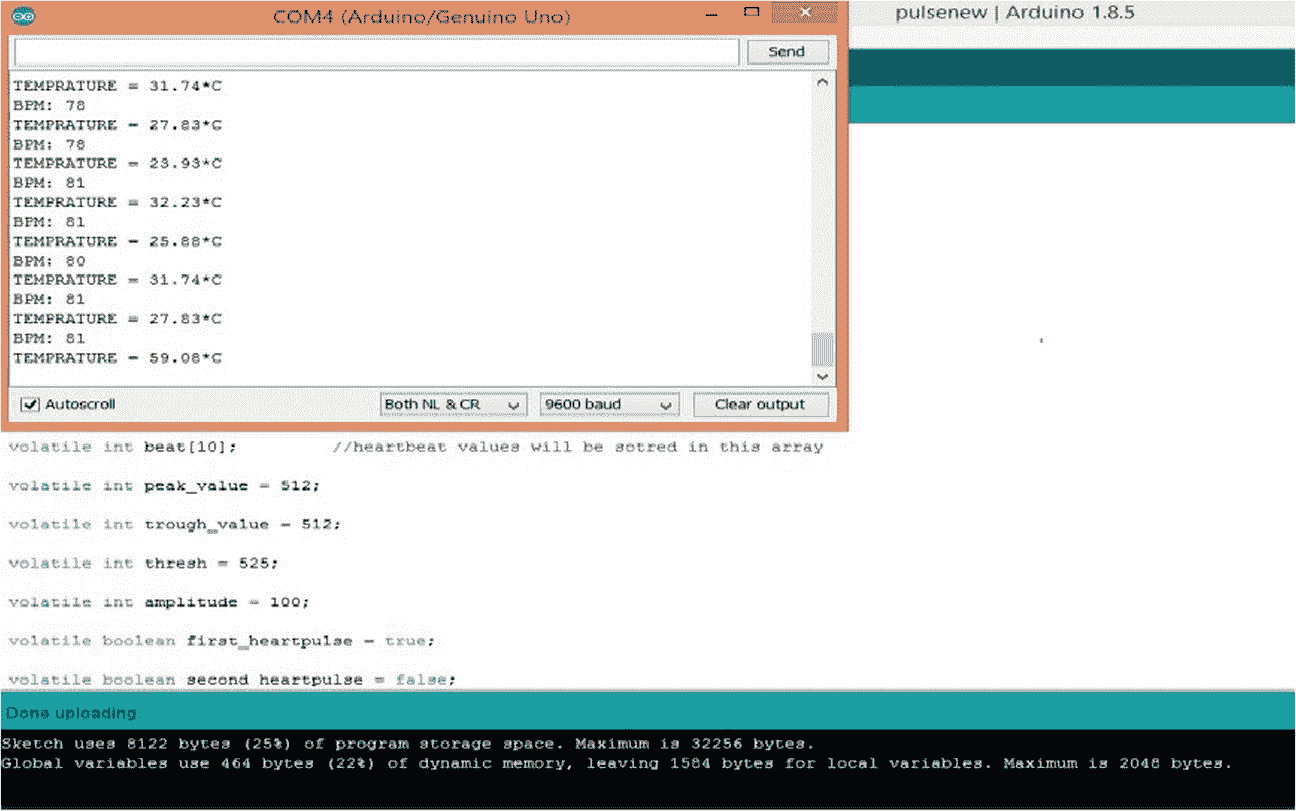 COM4 (Arduino/Genuino Uno)
pulsenew | Arduino 1.8.5
Send
TEMPRATURE = 31.74*C
BPM: 78
TEMPRATURE = 27.83*C
BPM: 78
TEMPRATURE = 23.93*C
BPM: 81
TEMPRATURE = 32.23*C
BPM: 81
TEMPRATURE = 25.88*C
BPM: 80
TEMPRATURE = 31.74*C
BPM: 81
TEMPRATURE = 27.83*C
BPM: 81
TEMPRATURE = 59.08*C
Autoscroll Both NL & CR 9600 baud Clear output
volatile int beat[10]; //heartbeat values will be sotred in this array
volatile int peak_value = 512;
volatile int trough_value = 512;
volatile int thresh = 525;
volatile int amplitude = 100;
volatile boolean first_heartpulse = true;
volatile boolean second_heartpulse = false;
Done uploading.
Sketch uses 8122 bytes (25%) of program storage space. Maximum is 32256 bytes.
Global variables use 464 bytes (22%) of dynamic memory, leaving 1584 bytes for local variables. Maximum is 2048 bytes.